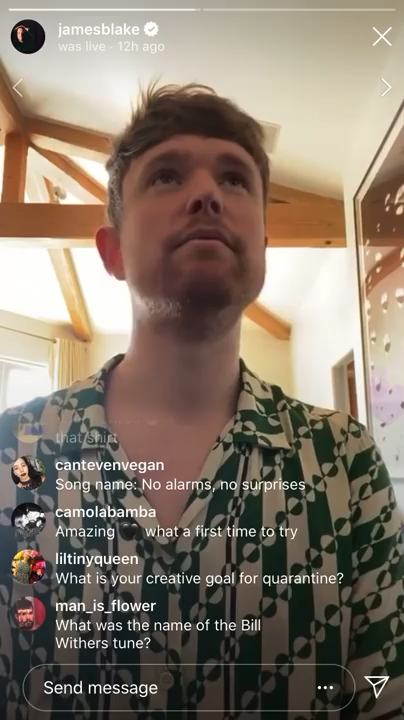 jamesblake
was live · 12h ago
that shirt
cantevenvegan
Song name: No alarms, no surprises
camolabamba
Amazing what a first time to try
liltinyqueen
What is your creative goal for quarantine?
man_is_flower
What was the name of the Bill
Withers tune?
Send message